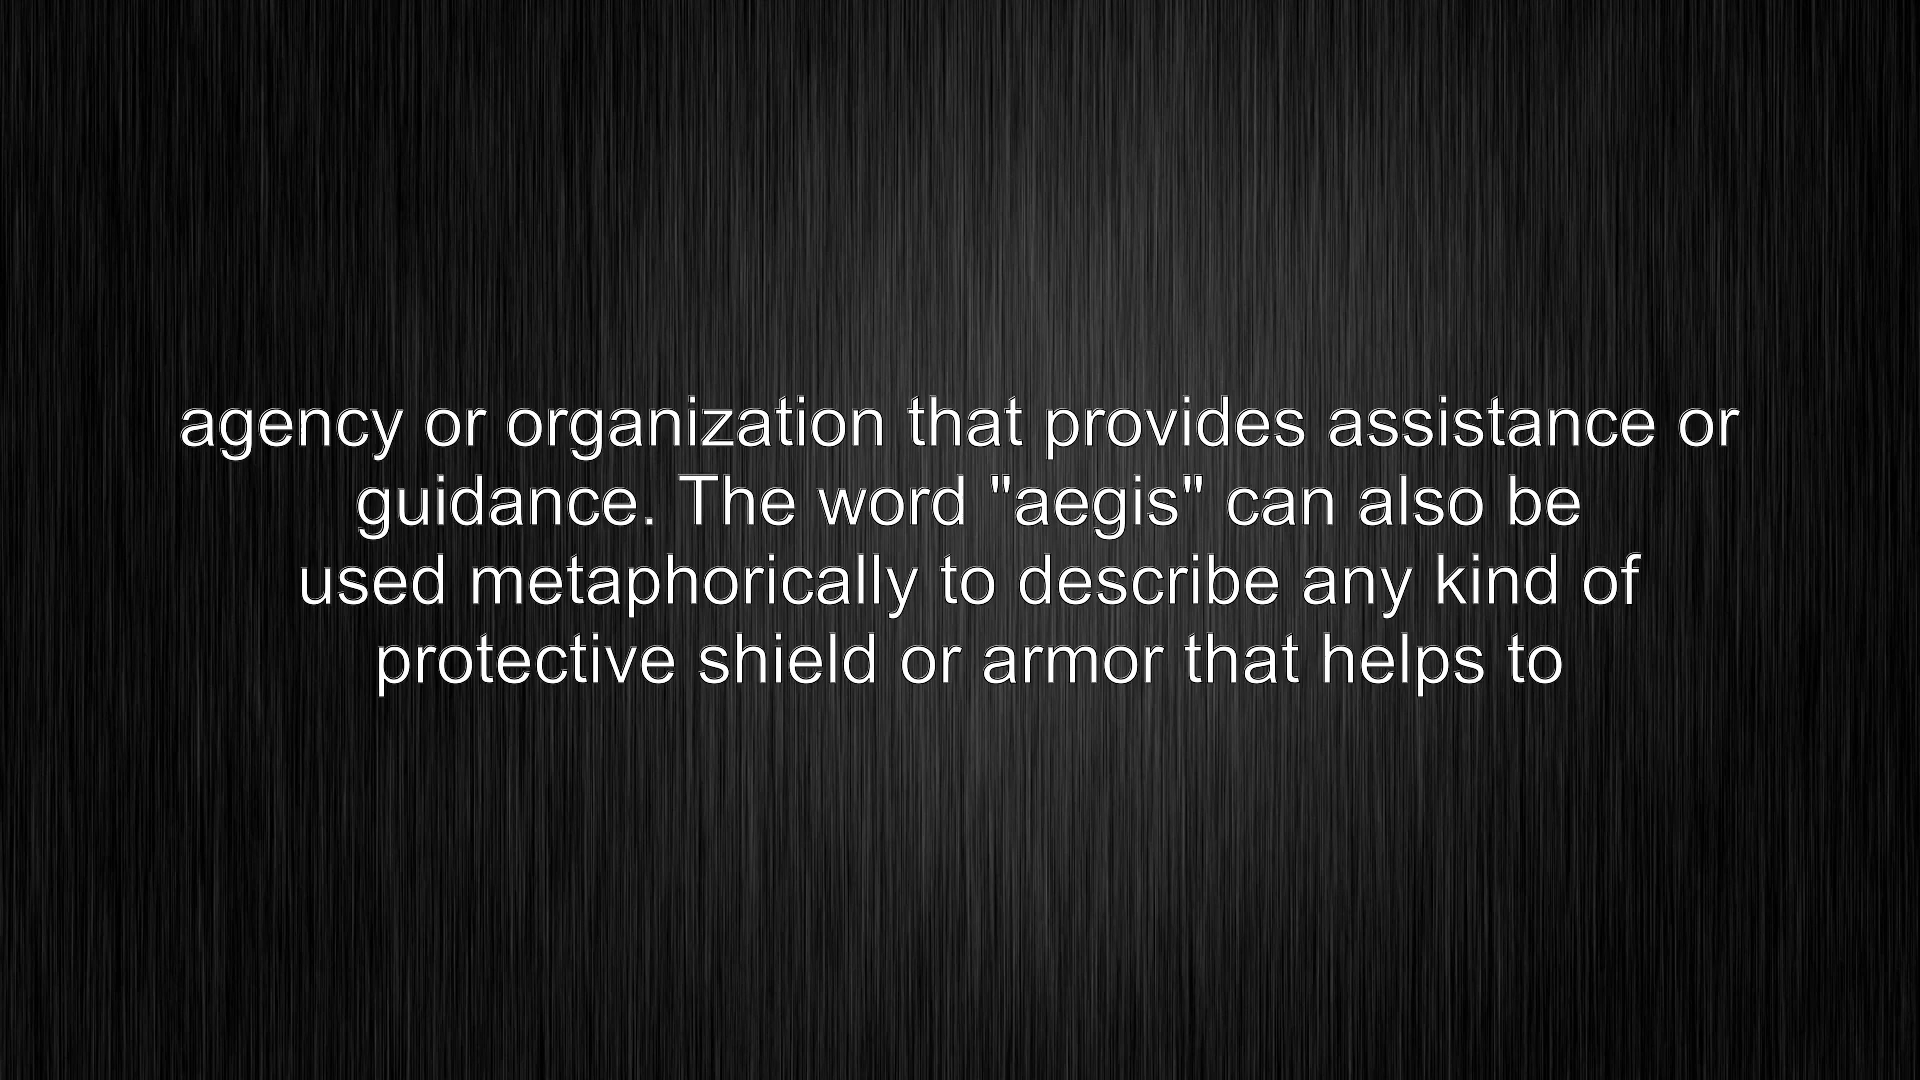 agency or organization that provides assistance or
guidance. The word "aegis" can also be
used metaphorically to describe any kind of
protective shield or armor that helps to